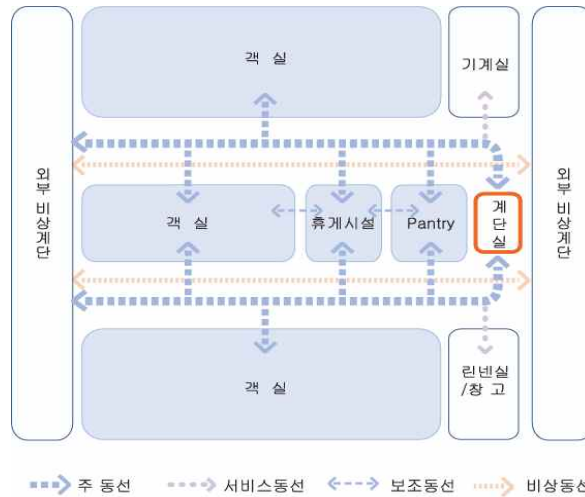 객 실
기계실
외부 비상계단
외부 비상계단
객 실
휴게시설
Pantry
계단실
객 실
린넨실
/창 고
주 동선
서비스동선
보조동선
비상동선